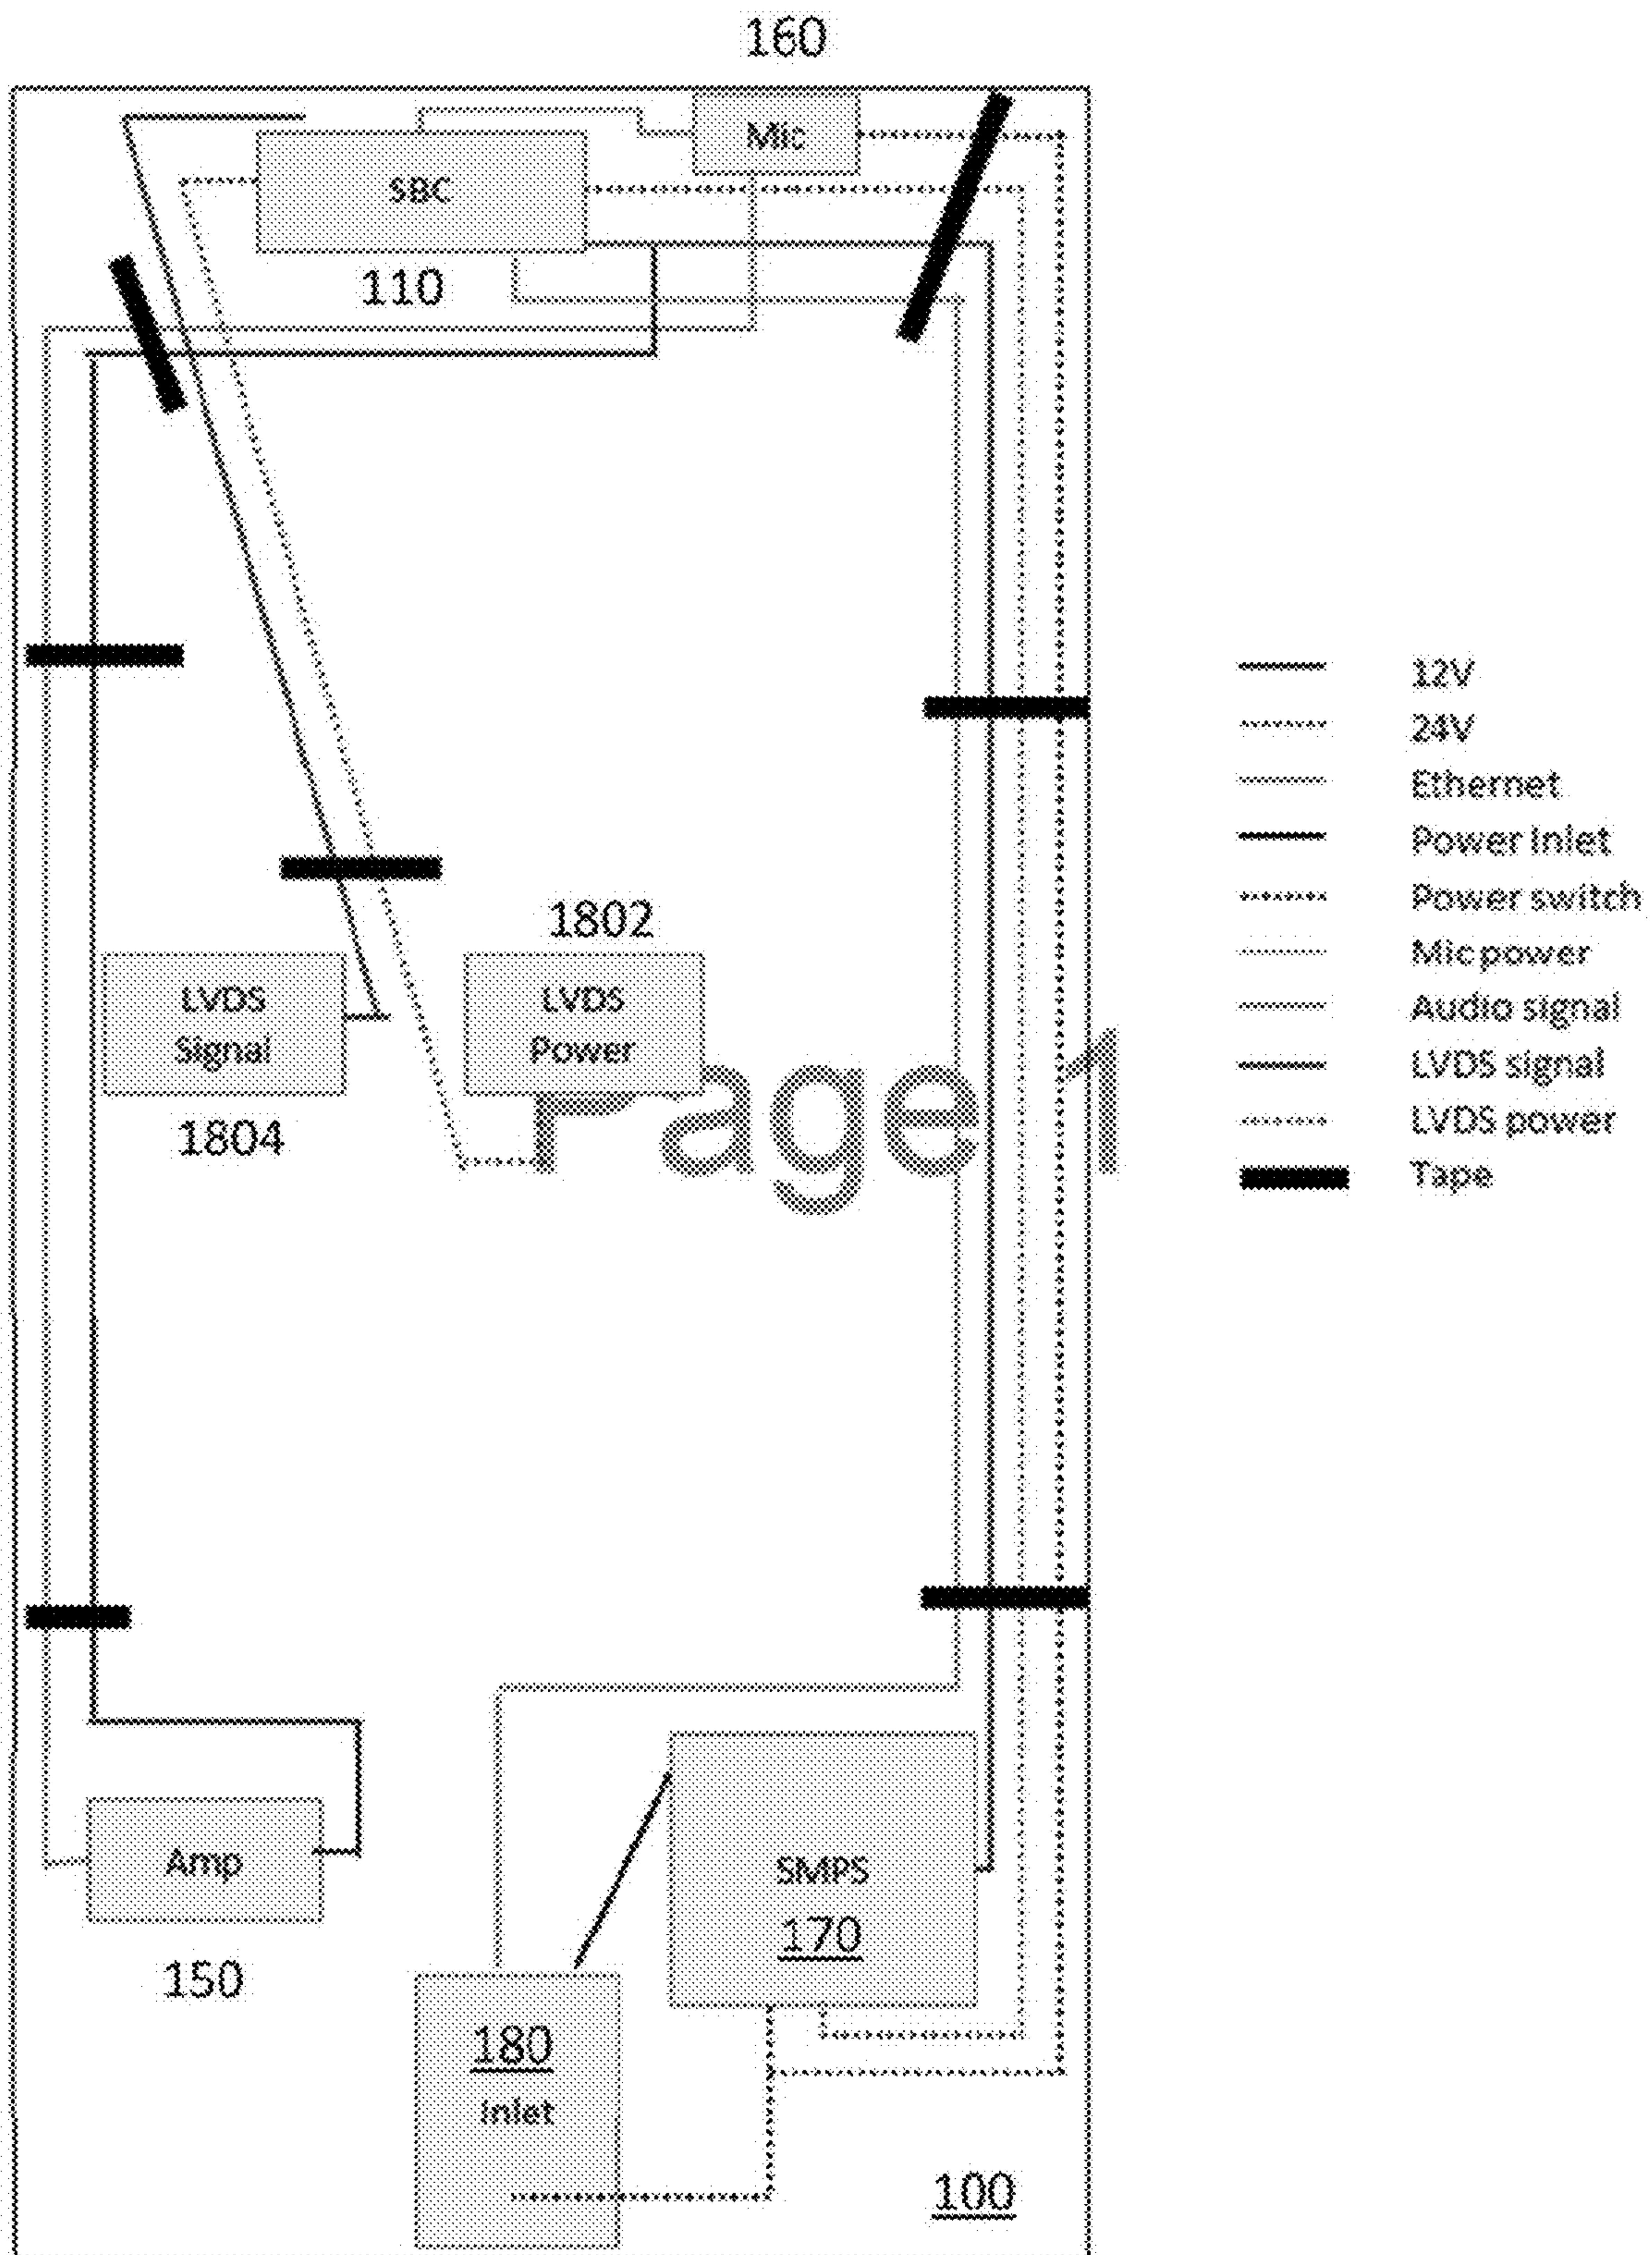 160
Mic
SBC
110
12V
24V
Ethernet
Power Inlet
Power switch
Mic power
Audio signal
LVDS signal
LVDS power
Tape
1802
LVDS
Signal
LVDS
Power
1804
Page 1
Amp
150
SMPS
170
180
Inlet
100